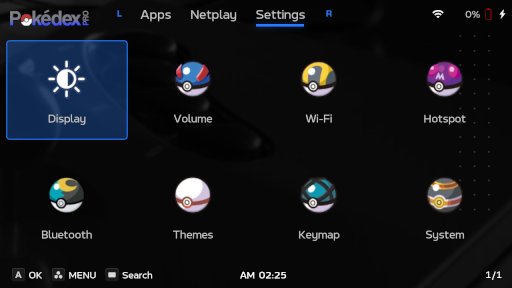 Pokédex PRO
L Apps Netplay Settings R 0%
Display Volume Wi-Fi Hotspot
Bluetooth Themes Keymap System
A OK MENU Search AM 02:25 1/1